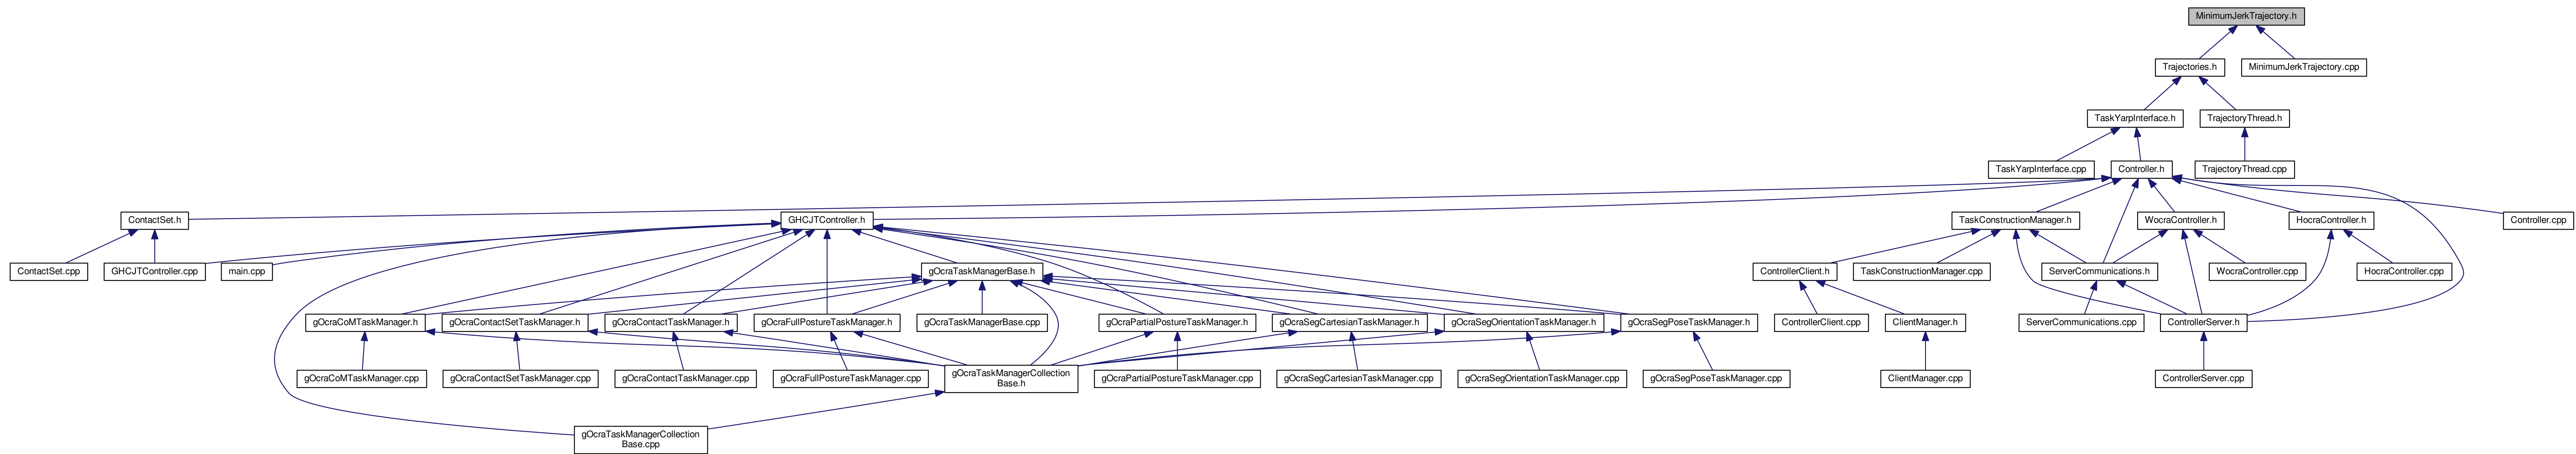 MinimumJerkTrajectory.h
Trajectories.h
MinimumJerkTrajectory.cpp
TaskYarpInterface.h
TrajectoryThread.h
TaskYarpInterface.cpp
Controller.h
TrajectoryThread.cpp
ContactSet.h
GHCJTController.h
TaskConstructionManager.h
WocraController.h
HocraController.h
Controller.cpp
ContactSet.cpp
GHCJTController.cpp
main.cpp
gOcraTaskManagerBase.h
ControllerClient.h
TaskConstructionManager.cpp
ServerCommunications.h
WocraController.cpp
HocraController.cpp
gOcraCoMTaskManager.h
gOcraContactSetTaskManager.h
gOcraContactTaskManager.h
gOcraFullPostureTaskManager.h
gOcraTaskManagerBase.cpp
gOcraPartialPostureTaskManager.h
gOcraSegCartesianTaskManager.h
gOcraSegOrientationTaskManager.h
gOcraSegPoseTaskManager.h
ControllerClient.cpp
ClientManager.h
ServerCommunications.cpp
ControllerServer.h
gOcraCoMTaskManager.cpp
gOcraContactSetTaskManager.cpp
gOcraContactTaskManager.cpp
gOcraFullPostureTaskManager.cpp
gOcraTaskManagerCollection
Base.h
gOcraPartialPostureTaskManager.cpp
gOcraSegCartesianTaskManager.cpp
gOcraSegOrientationTaskManager.cpp
gOcraSegPoseTaskManager.cpp
ClientManager.cpp
ControllerServer.cpp
gOcraTaskManagerCollection
Base.cpp